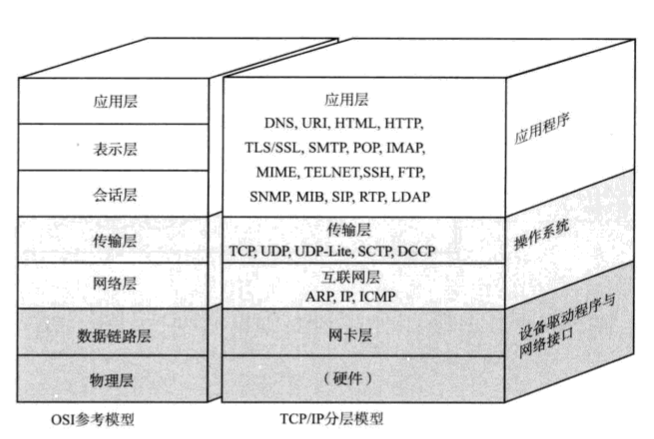 应用层
表示层
会话层
传输层
网络层
数据链路层
物理层
OSI参考模型
应用层
DNS, URI, HTML, HTTP,
TLS/SSL, SMTP, POP, IMAP,
MIME, TELNET,SSH, FTP,
SNMP, MIB, SIP, RTP, LDAP
传输层
TCP, UDP, UDP-Lite, SCTP, DCCP
互联网层
ARP, IP, ICMP
网卡层
（硬件）
TCP/IP分层模型
应用程序
操作系统
设备驱动程序与
网络接口